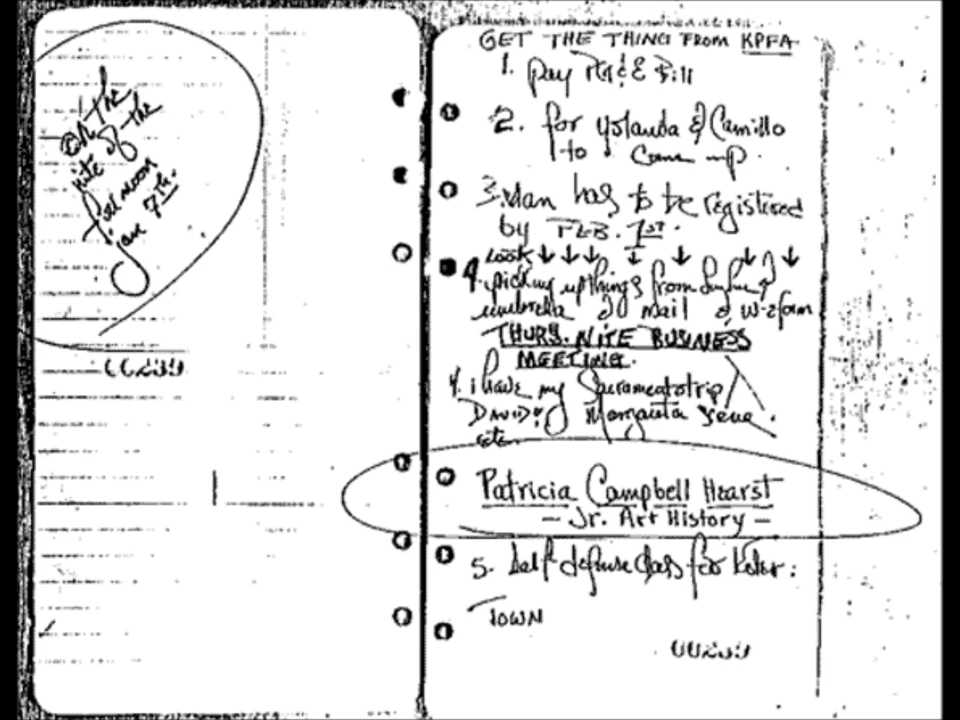 on the
nite of the
full moon
jan 7th.
00239
GET THE THING FROM KPFA
1. pay PG&E Bill
2. for Yolanda & Camillo
to come up.
3. Man has to be registered
by FEB. 1ST.
LOOK ↓ ↓ ↓ ↓ ↓ ↓ ↓
4. picking up things from
umbrella mail & W-2 form
THURS. NITE BUSINESS
MEETING.
4. i have my Sacramento trip
DAVID
Patricia Campbell Hearst
— Jr. Art History —
5. Self defense class for
TOWN
00239